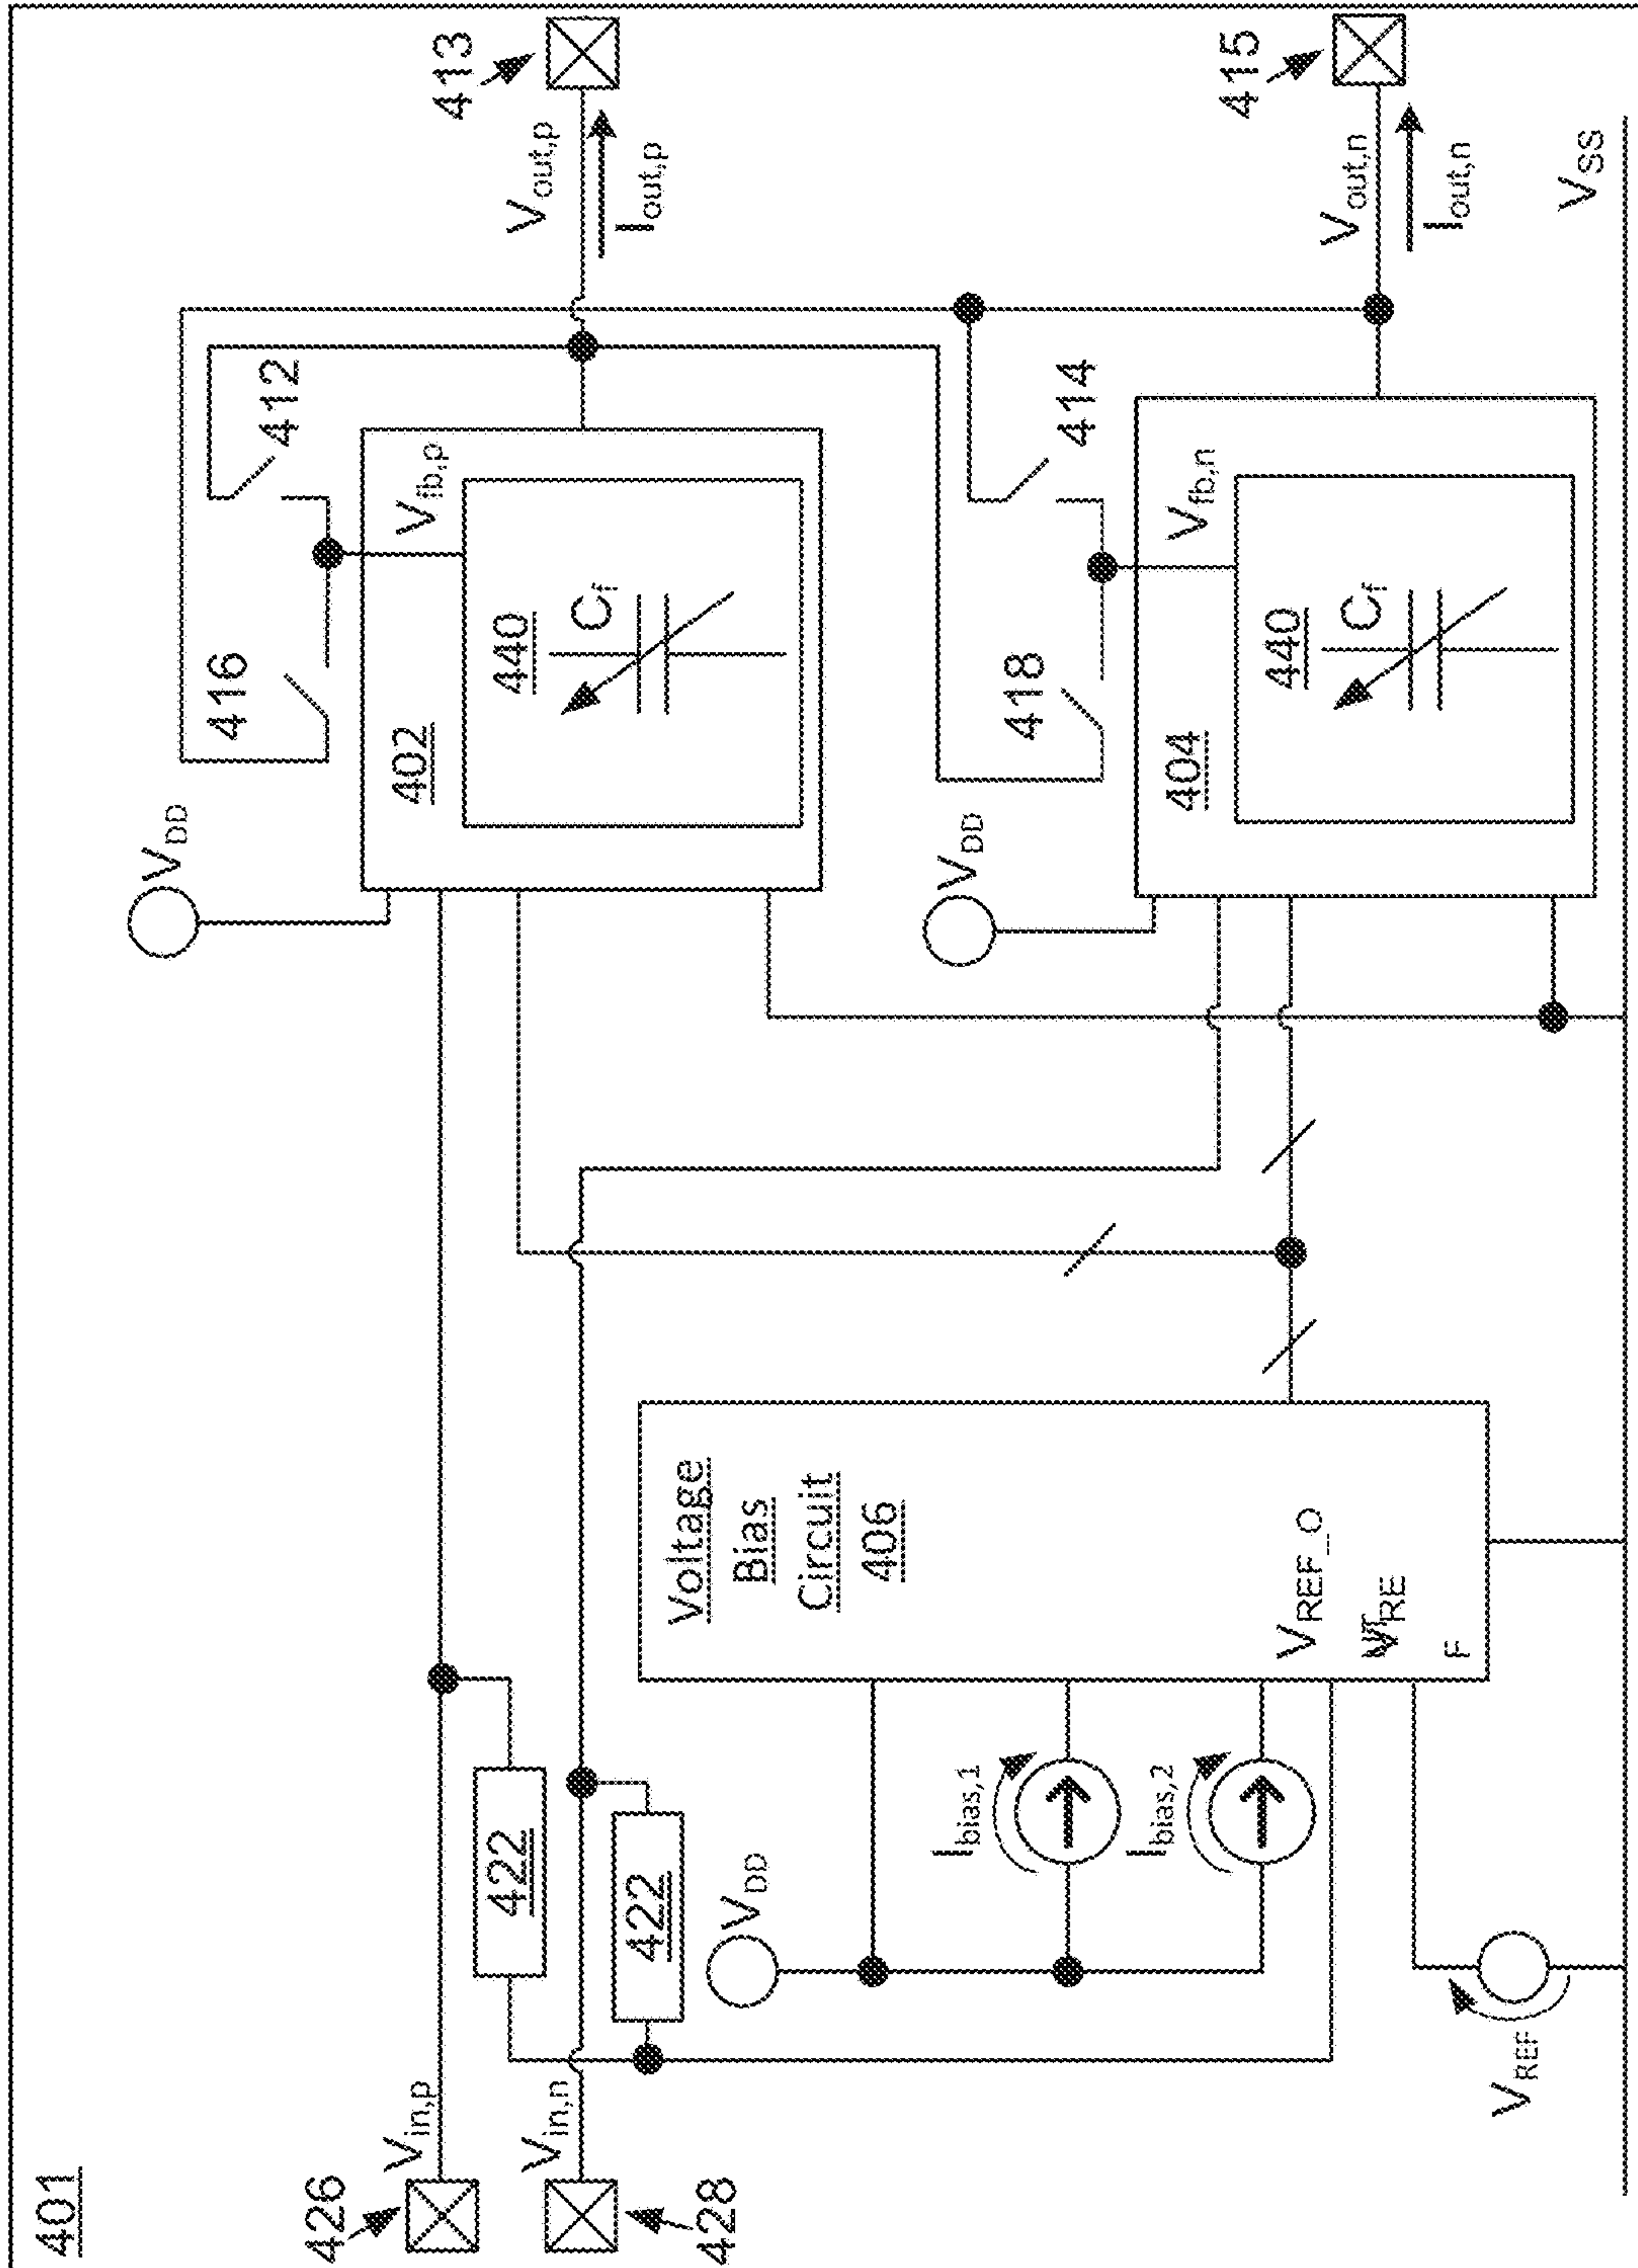 401
426
V_in,p
V_in,n
428
422
422
V_DD
I_bias,1
I_bias,2
V_REF
Voltage
Bias
Circuit
406
V_REF_O
V_RE
F
V_DD
416
412
402
V_fb,p
440
C_f
V_out,p
I_out,p
413
V_DD
418
414
404
V_fb,n
440
C_f
V_out,n
I_out,n
415
V_SS